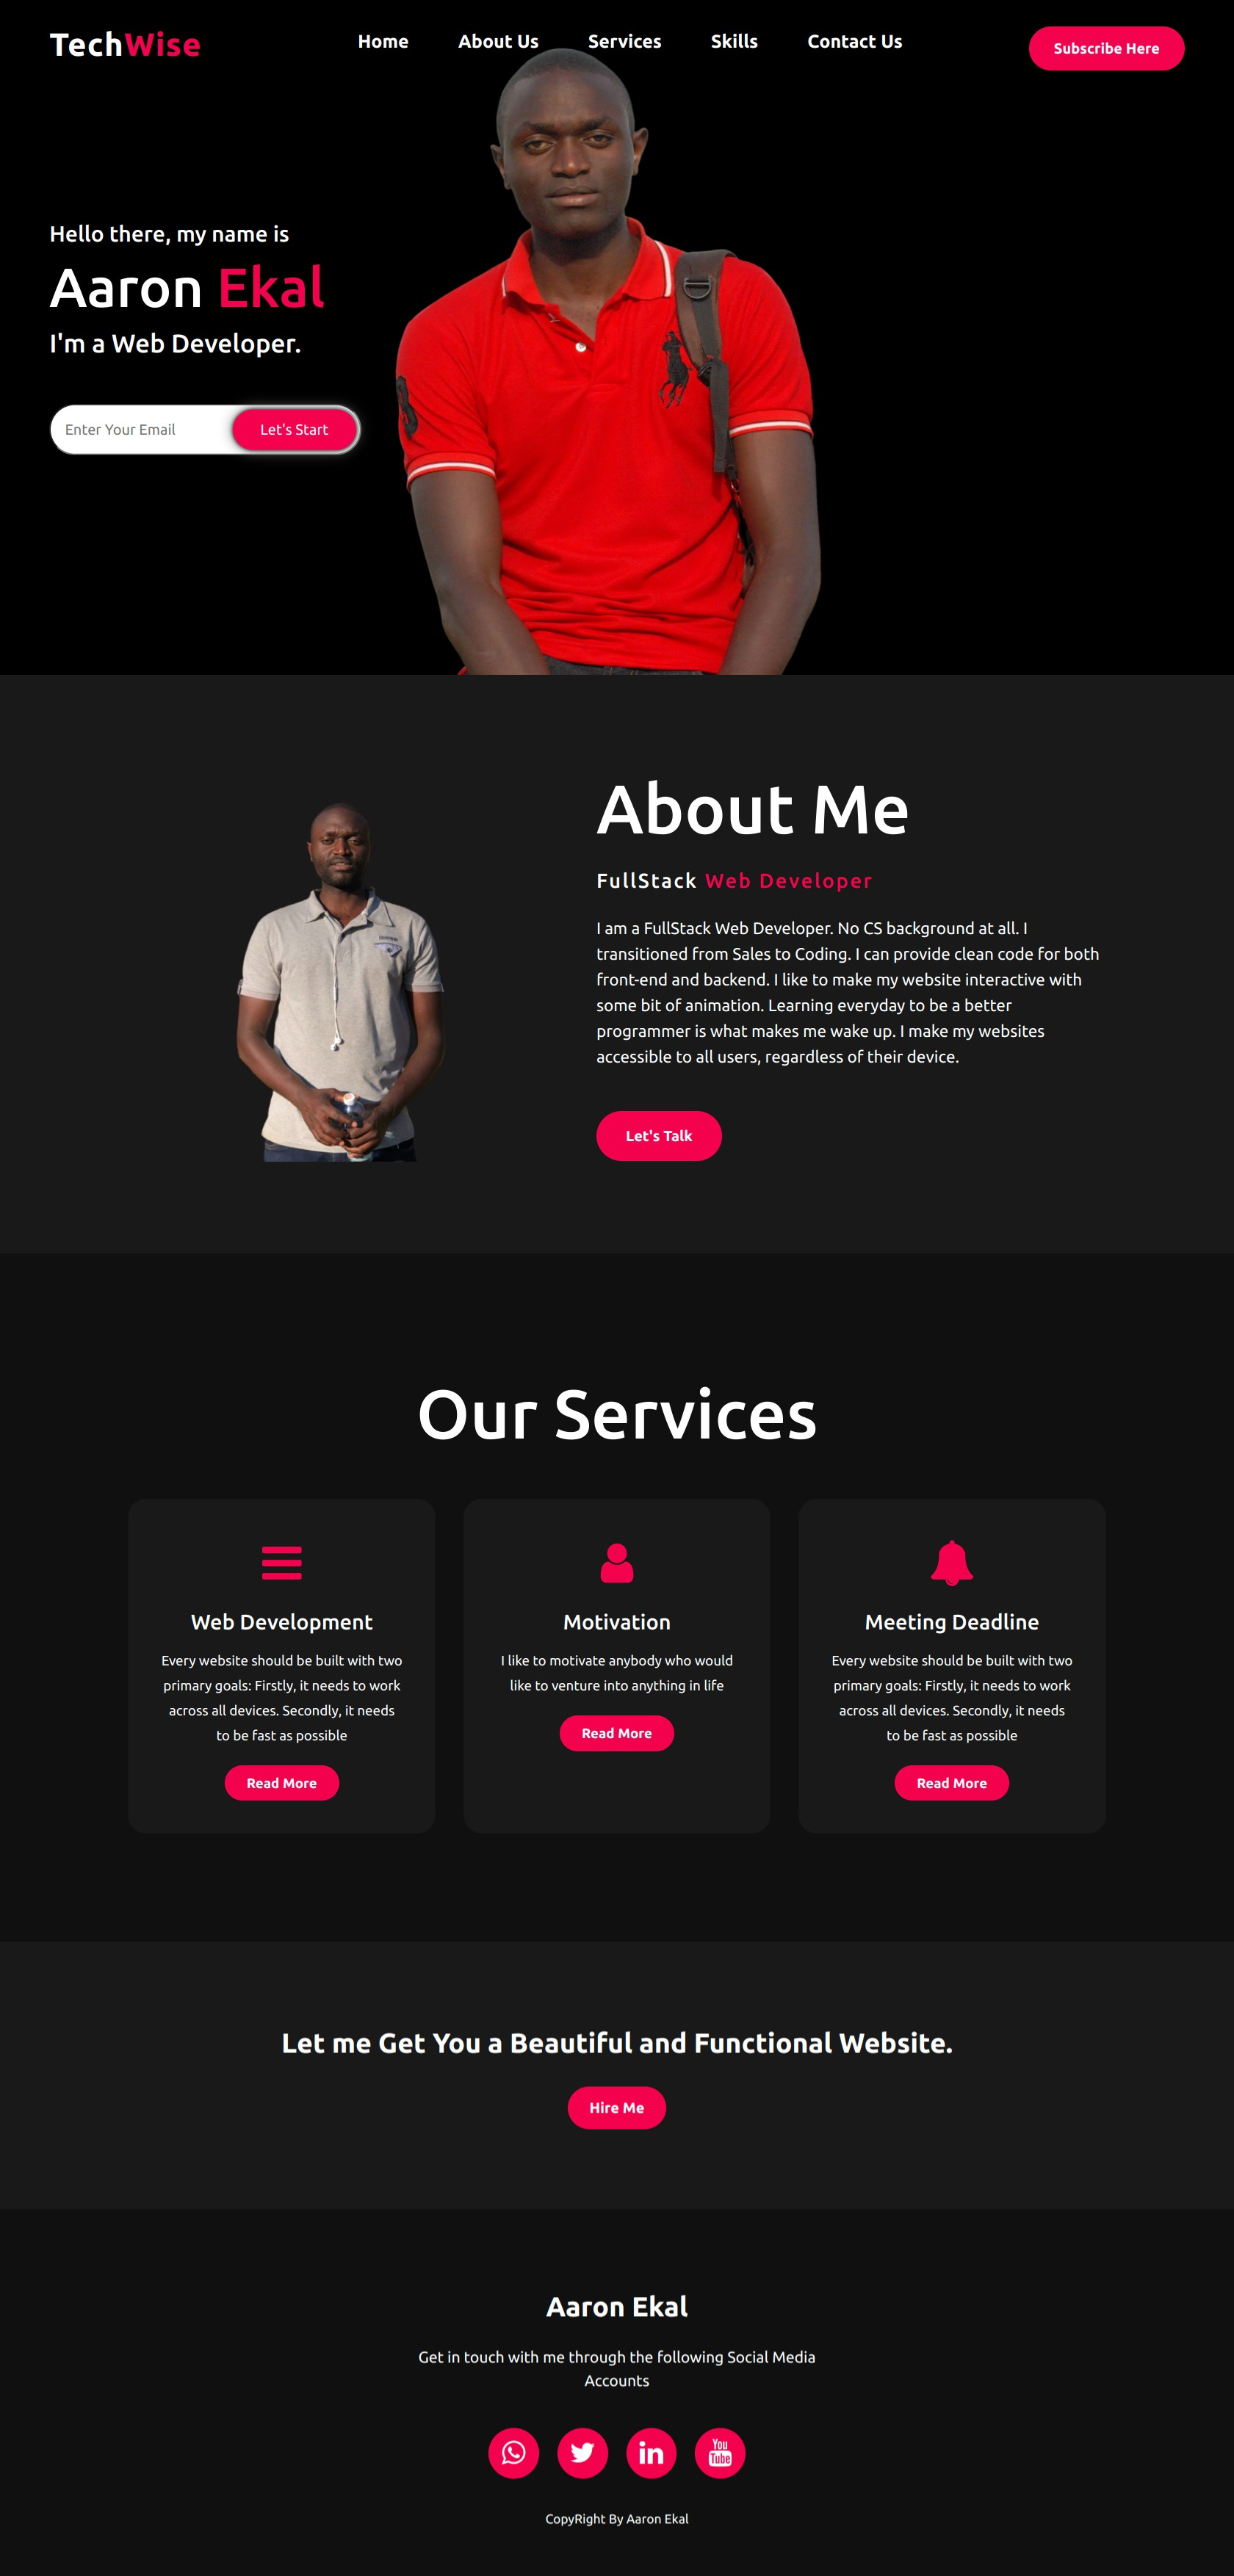 TechWise
Home About Us Services Skills Contact Us
Subscribe Here
Hello there, my name is
Aaron Ekal
I'm a Web Developer.
Enter Your Email
Let's Start
About Me
FullStack Web Developer
I am a FullStack Web Developer. No CS background at all. I
transitioned from Sales to Coding. I can provide clean code for both
front-end and backend. I like to make my website interactive with
some bit of animation. Learning everyday to be a better
programmer is what makes me wake up. I make my websites
accessible to all users, regardless of their device.
Let's Talk
Our Services
Web Development
Every website should be built with two
primary goals: Firstly, it needs to work
across all devices. Secondly, it needs
to be fast as possible
Read More
Motivation
I like to motivate anybody who would
like to venture into anything in life
Read More
Meeting Deadline
Every website should be built with two
primary goals: Firstly, it needs to work
across all devices. Secondly, it needs
to be fast as possible
Read More
Let me Get You a Beautiful and Functional Website.
Hire Me
Aaron Ekal
Get in touch with me through the following Social Media
Accounts
in
You
Tube
CopyRight By Aaron Ekal